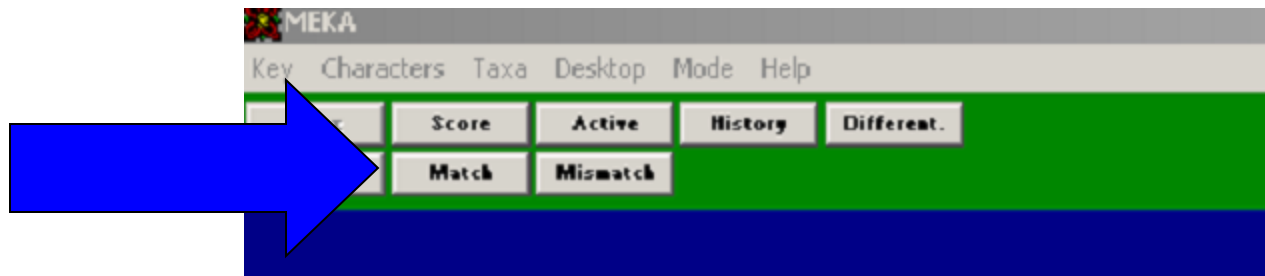 MEKA
Key Characters Taxa Desktop Mode Help
Score Active History Different.
Match Mismatch